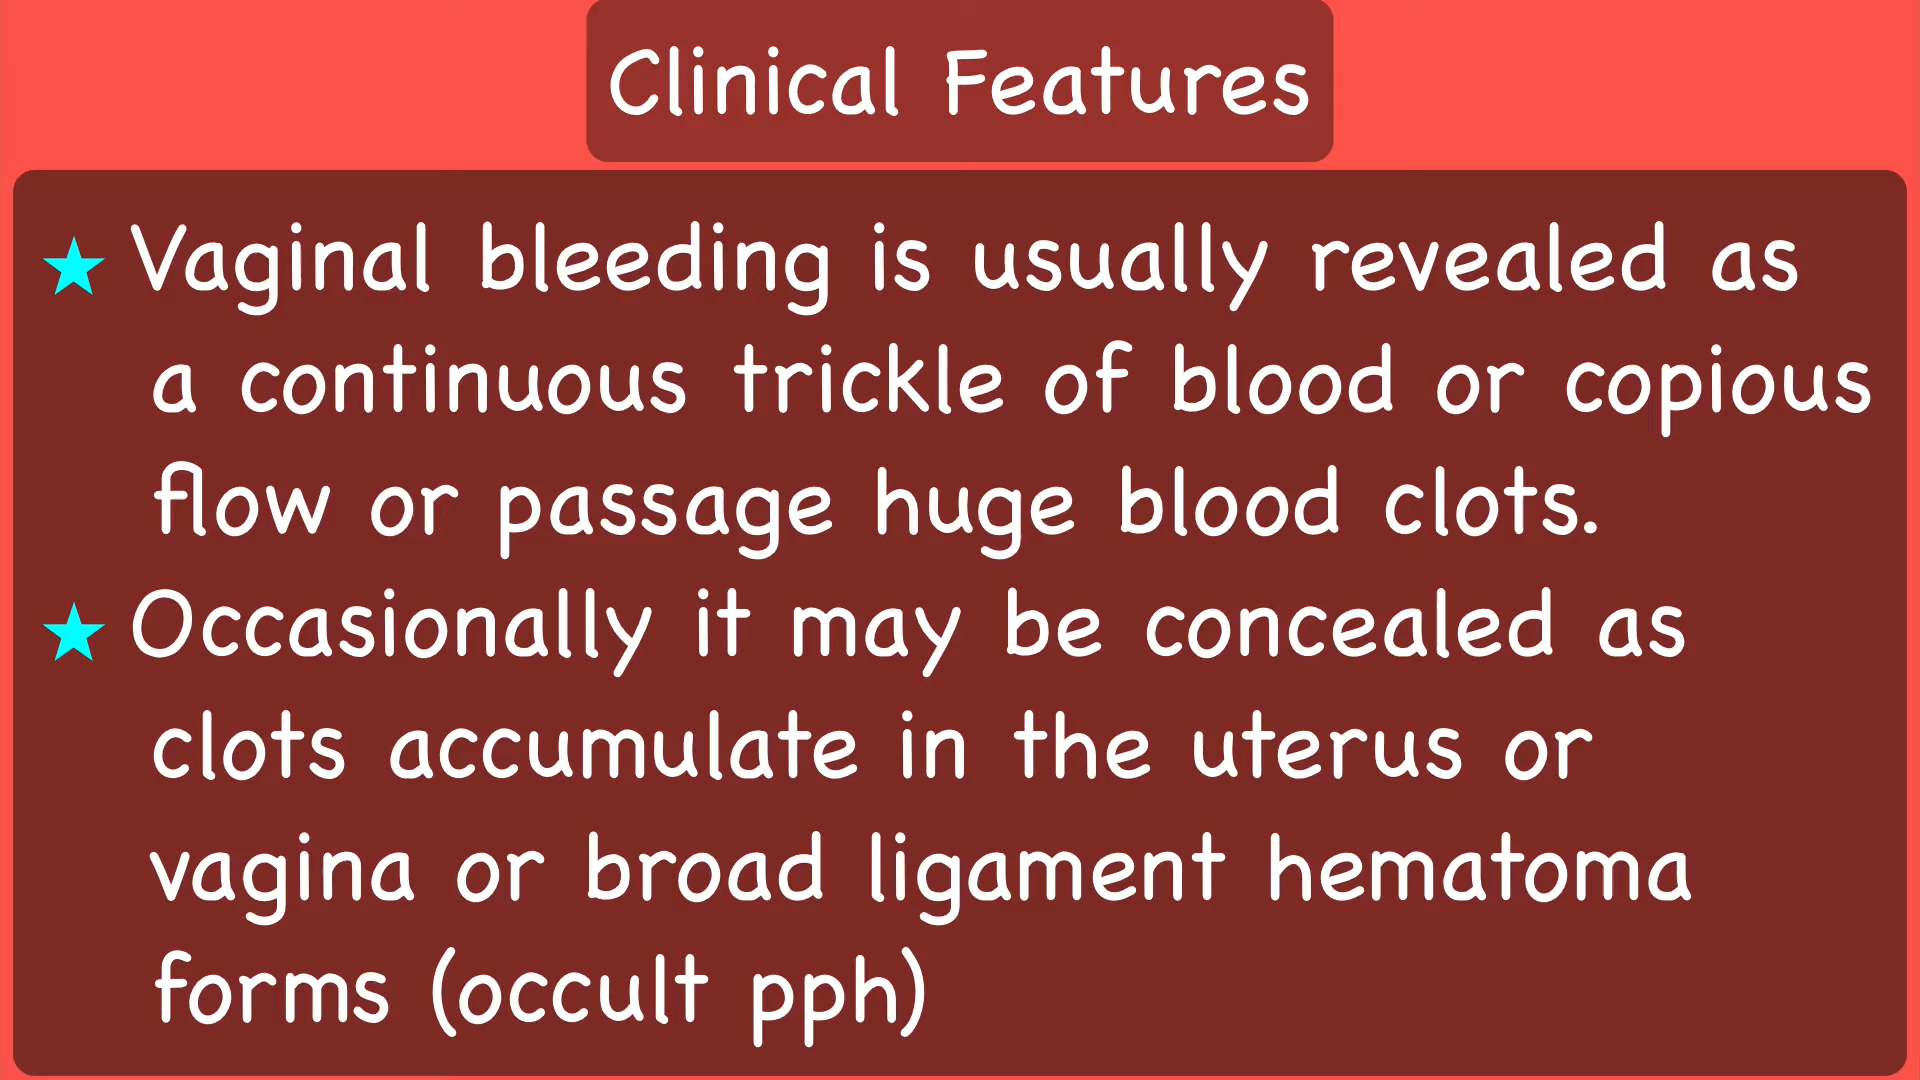 Clinical Features
★ Vaginal bleeding is usually revealed as
a continuous trickle of blood or copious
flow or passage huge blood clots.
★ Occasionally it may be concealed as
clots accumulate in the uterus or
vagina or broad ligament hematoma
forms (occult pph)